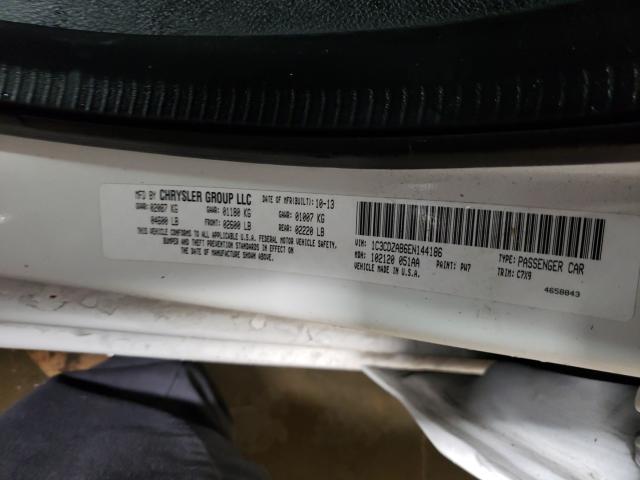 MFD BY CHRYSLER GROUP LLC DATE OF MFR(BUILT): 10-13
GVWR: 02087 KG GAWR: 01180 KG GAWR: 01007 KG
04600 LB FRONT: 02600 LB REAR: 02220 LB
THIS VEHICLE CONFORMS TO ALL U.S.A. FEDERAL MOTOR VEHICLE SAFETY,
BUMPER AND THEFT PREVENTION STANDARDS IN EFFECT ON
THE DATE OF MANUFACTURE SHOWN ABOVE.
VIN: 1C3CDZAB6EN144186 TYPE: PASSENGER CAR
MDH: 102120 051AA PAINT: PW7 TRIM: C7X9
VEHICLE MADE IN U.S.A.
4658843